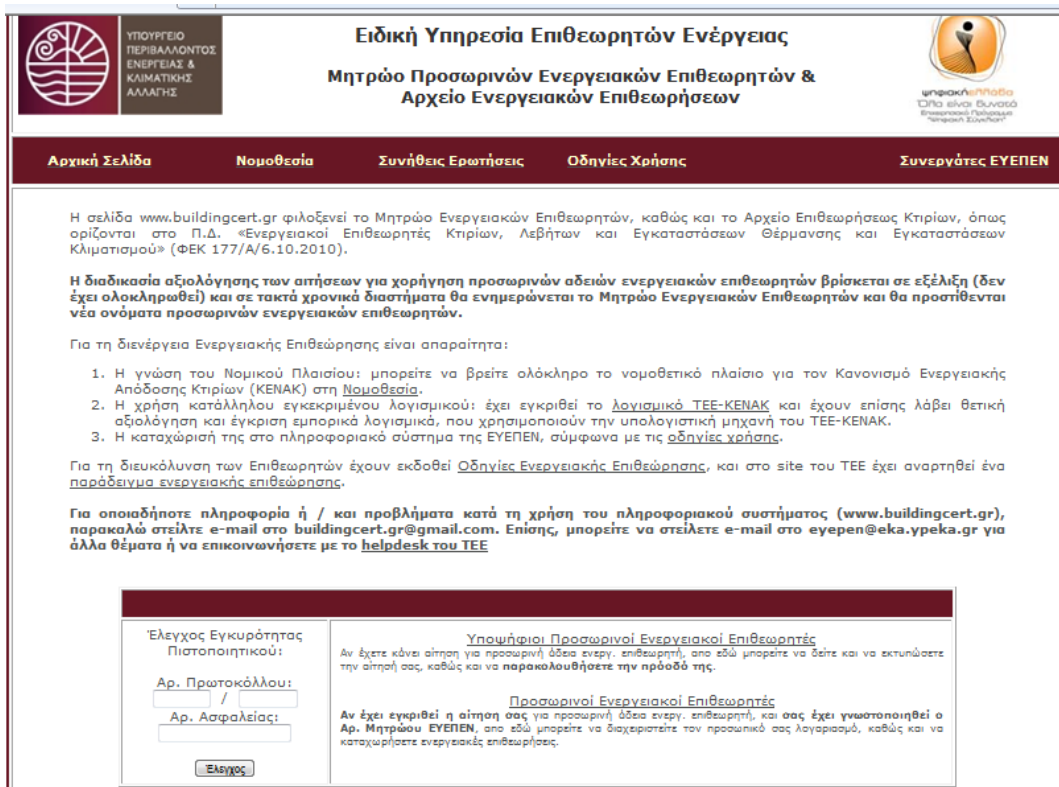 ΥΠΟΥΡΓΕΙΟ
ΠΕΡΙΒΑΛΛΟΝΤΟΣ
ΕΝΕΡΓΕΙΑΣ &
ΚΛΙΜΑΤΙΚΗΣ
ΑΛΛΑΓΗΣ
Ειδική Υπηρεσία Επιθεωρητών Ενέργειας
Μητρώο Προσωρινών Ενεργειακών Επιθεωρητών &
Αρχείο Ενεργειακών Επιθεωρήσεων
ψηφιακήελλάδα
Όλα είναι δυνατά
Επιχειρησιακό Πρόγραμμα
"Ψηφιακή Σύγκλιση"
Αρχική Σελίδα Νομοθεσία Συνήθεις Ερωτήσεις Οδηγίες Χρήσης Συνεργάτες ΕΥΕΠΕΝ
Η σελίδα www.buildingcert.gr φιλοξενεί το Μητρώο Ενεργειακών Επιθεωρητών, καθώς και το Αρχείο Επιθεωρήσεως Κτιρίων, όπως
ορίζονται στο Π.Δ. «Ενεργειακοί Επιθεωρητές Κτιρίων, Λεβήτων και Εγκαταστάσεων Θέρμανσης και Εγκαταστάσεων
Κλιματισμού» (ΦΕΚ 177/Α/6.10.2010).
Η διαδικασία αξιολόγησης των αιτήσεων για χορήγηση προσωρινών αδειών ενεργειακών επιθεωρητών βρίσκεται σε εξέλιξη (δεν
έχει ολοκληρωθεί) και σε τακτά χρονικά διαστήματα θα ενημερώνεται το Μητρώο Ενεργειακών Επιθεωρητών και θα προστίθενται
νέα ονόματα προσωρινών ενεργειακών επιθεωρητών.
Για τη διενέργεια Ενεργειακής Επιθεώρησης είναι απαραίτητα:
1. Η γνώση του Νομικού Πλαισίου: μπορείτε να βρείτε ολόκληρο το νομοθετικό πλαίσιο για τον Κανονισμό Ενεργειακής
Απόδοσης Κτιρίων (ΚΕΝΑΚ) στη Νομοθεσία.
2. Η χρήση κατάλληλου εγκεκριμένου λογισμικού: έχει εγκριθεί το λογισμικό ΤΕΕ-ΚΕΝΑΚ και έχουν επίσης λάβει θετική
αξιολόγηση και έγκριση εμπορικά λογισμικά, που χρησιμοποιούν την υπολογιστική μηχανή του ΤΕΕ-ΚΕΝΑΚ.
3. Η καταχώρισή της στο πληροφοριακό σύστημα της ΕΥΕΠΕΝ, σύμφωνα με τις οδηγίες χρήσης.
Για τη διευκόλυνση των Επιθεωρητών έχουν εκδοθεί Οδηγίες Ενεργειακής Επιθεώρησης, και στο site του ΤΕΕ έχει αναρτηθεί ένα
παράδειγμα ενεργειακής επιθεώρησης.
Για οποιαδήποτε πληροφορία ή / και προβλήματα κατά τη χρήση του πληροφοριακού συστήματος (www.buildingcert.gr),
παρακαλώ στείλτε e-mail στο buildingcert.gr@gmail.com. Επίσης, μπορείτε να στείλετε e-mail στο eyepen@eka.ypeka.gr για
άλλα θέματα ή να επικοινωνήσετε με το helpdesk του ΤΕΕ
Έλεγχος Εγκυρότητας
Πιστοποιητικού:
Αρ. Πρωτοκόλλου:
/
Αρ. Ασφαλείας:
Έλεγχος
Υποψήφιοι Προσωρινοί Ενεργειακοί Επιθεωρητές
Αν έχετε κάνει αίτηση για προσωρινή άδεια ενεργ. επιθεωρητή, απο εδώ μπορείτε να δείτε και να εκτυπώσετε
την αίτησή σας, καθώς και να παρακολουθήσετε την πρόοδό της.
Προσωρινοί Ενεργειακοί Επιθεωρητές
Αν έχει εγκριθεί η αίτηση σας για προσωρινή άδεια ενεργ. επιθεωρητή, και σας έχει γνωστοποιηθεί ο
Αρ. Μητρώου ΕΥΕΠΕΝ, απο εδώ μπορείτε να διαχειριστείτε τον προσωπικό σας λογαριασμό, καθώς και να
καταχωρήσετε ενεργειακές επιθεωρήσεις.